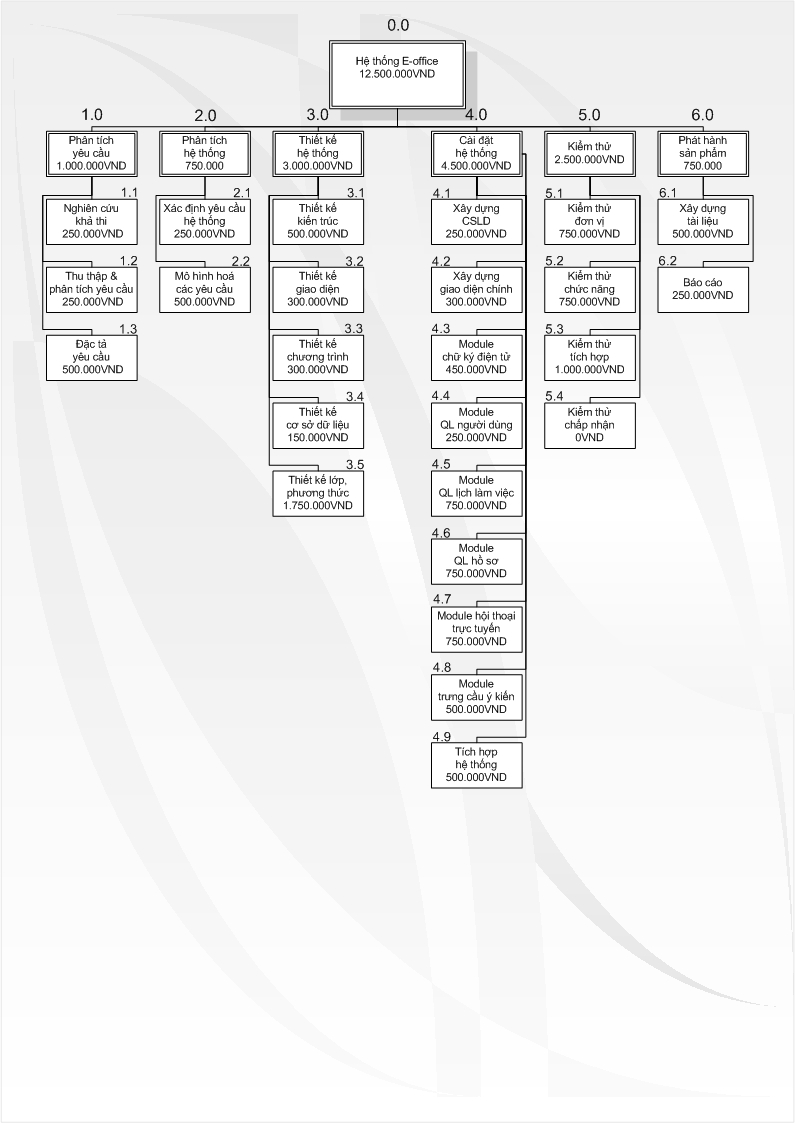 0.0
Hệ thống E-office
12.500.000VND
1.0
Phân tích
yêu cầu
1.000.000VND
1.1
Nghiên cứu
khả thi
250.000VND
1.2
Thu thập &
phân tích yêu cầu
250.000VND
1.3
Đặc tả
yêu cầu
500.000VND
2.0
Phân tích
hệ thống
750.000
2.1
Xác định yêu cầu
hệ thống
250.000VND
2.2
Mô hình hoá
các yêu cầu
500.000VND
3.0
Thiết kế
hệ thống
3.000.000VND
3.1
Thiết kế
kiến trúc
500.000VND
3.2
Thiết kế
giao diện
300.000VND
3.3
Thiết kế
chương trình
300.000VND
3.4
Thiết kế
cơ sở dữ liệu
150.000VND
3.5
Thiết kế lớp,
phương thức
1.750.000VND
4.0
Cài đặt
hệ thống
4.500.000VND
4.1
Xây dựng
CSLD
250.000VND
4.2
Xây dựng
giao diện chính
300.000VND
4.3
Module
chữ ký điện tử
450.000VND
4.4
Module
QL người dùng
250.000VND
4.5
Module
QL lịch làm việc
750.000VND
4.6
Module
QL hồ sơ
750.000VND
4.7
Module hội thoại
trực tuyến
750.000VND
4.8
Module
trưng cầu ý kiến
500.000VND
4.9
Tích hợp
hệ thống
500.000VND
5.0
Kiểm thử
2.500.000VND
5.1
Kiểm thử
đơn vị
750.000VND
5.2
Kiểm thử
chức năng
750.000VND
5.3
Kiểm thử
tích hợp
1.000.000VND
5.4
Kiểm thử
chấp nhận
0VND
6.0
Phát hành
sản phẩm
750.000
6.1
Xây dựng
tài liệu
500.000VND
6.2
Báo cáo
250.000VND